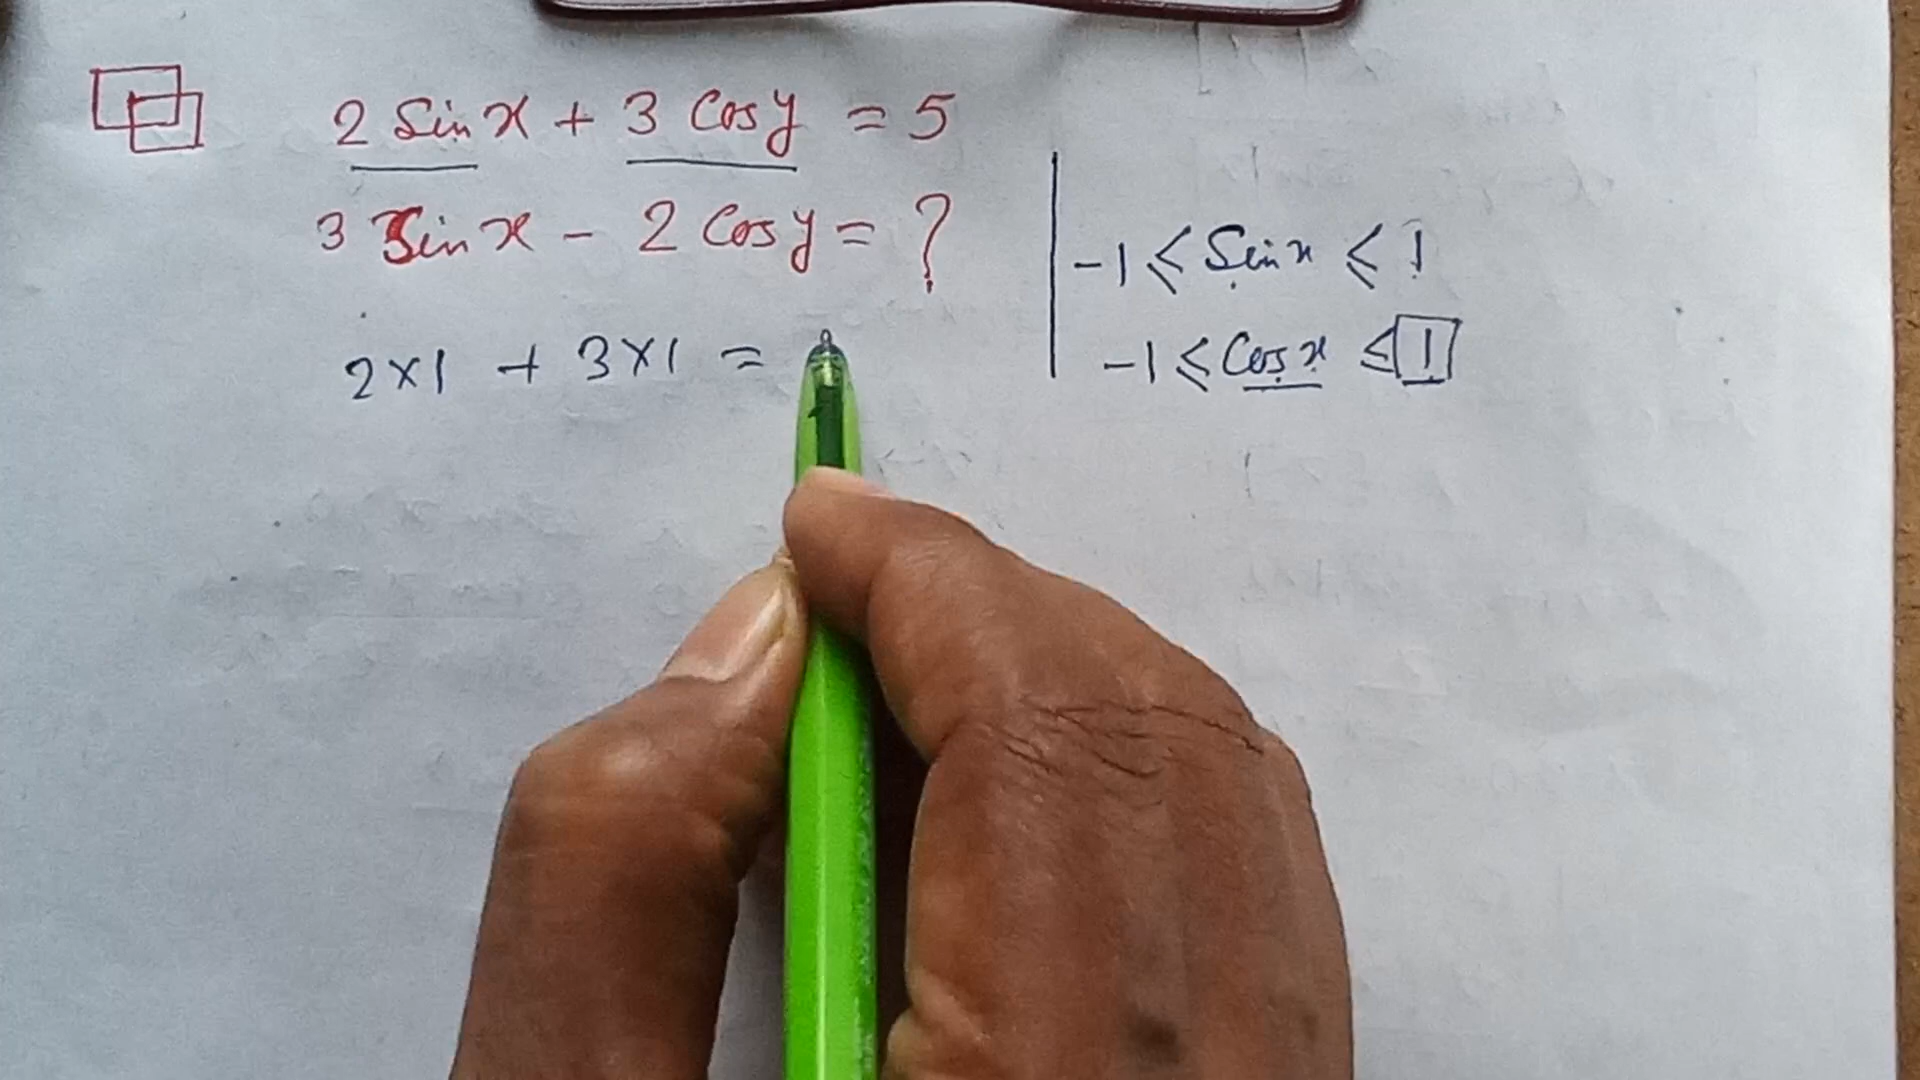 2 Sin x + 3 Cos y = 5
3 Sin x - 2 Cos y = ?
2×1 + 3×1 =
-1 ≤ Sin x ≤ 1
-1 ≤ Cos x ≤ 1